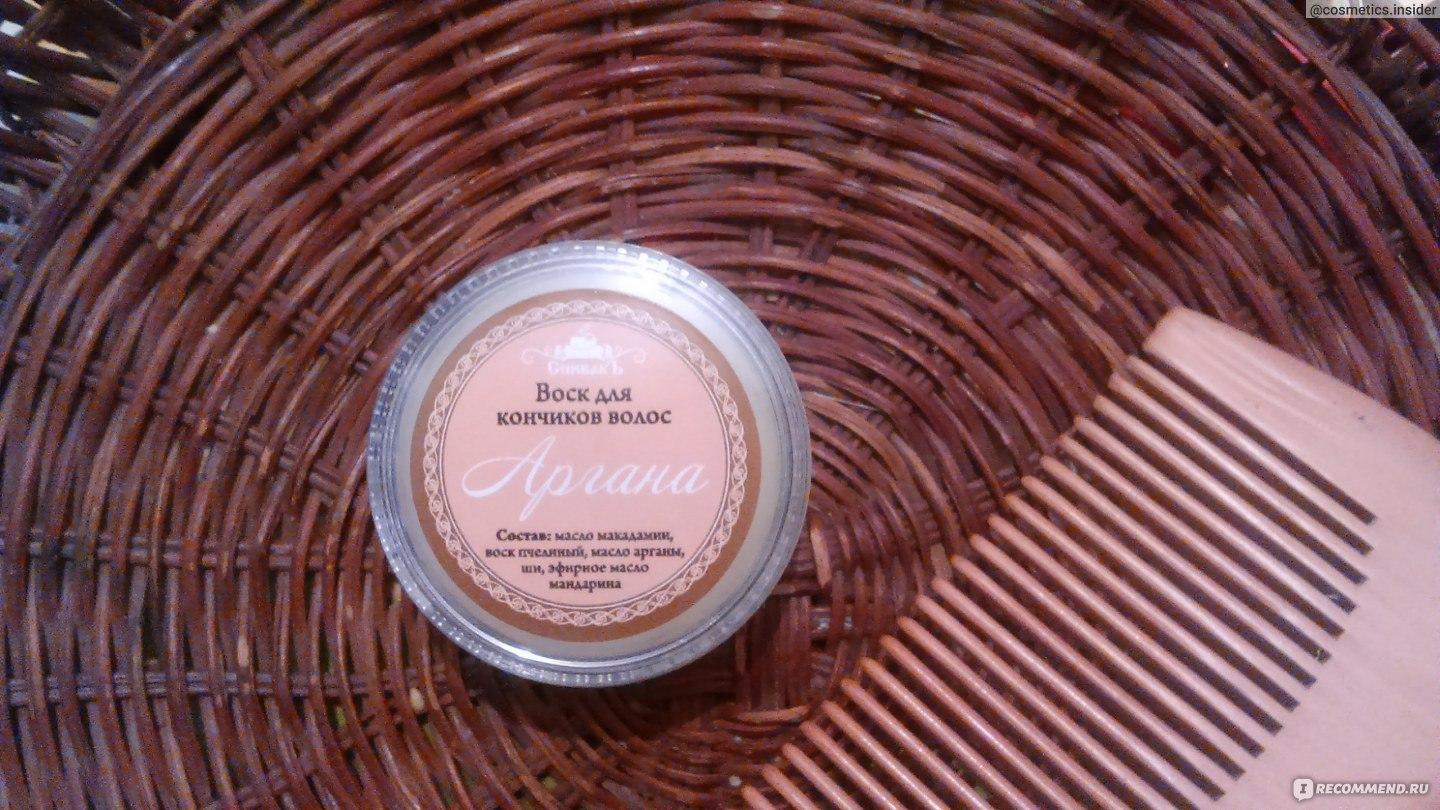 @cosmetics.insider
СпивакЪ
Воск для
кончиков волос
Аргана
Состав: масло макадамии,
воск пчелиный, масло арганы,
ши, эфирное масло
мандарина
IRECOMMEND.RU